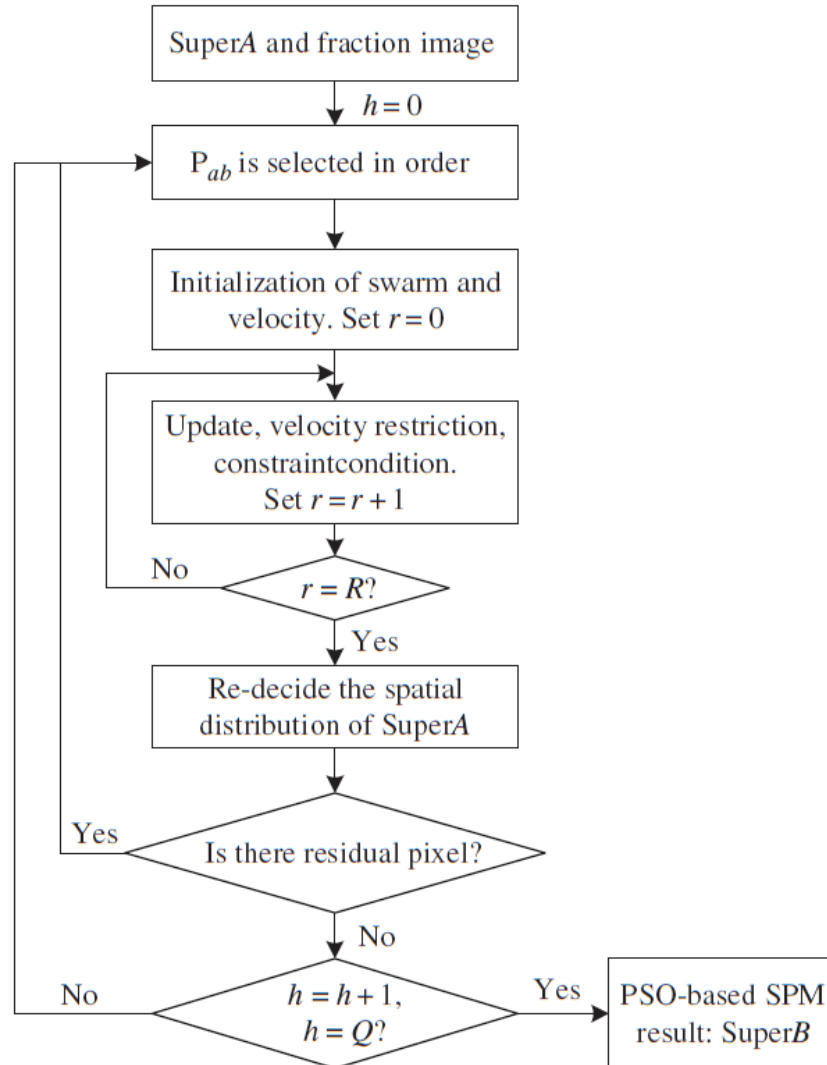 SuperA and fraction image
h = 0
P_ab is selected in order
Initialization of swarm and
velocity. Set r = 0
Update, velocity restriction,
constraintcondition.
Set r = r + 1
No
r = R?
Yes
Re-decide the spatial
distribution of SuperA
Yes
Is there residual pixel?
No
No
h = h + 1,
h = Q?
Yes
PSO-based SPM
result: SuperB